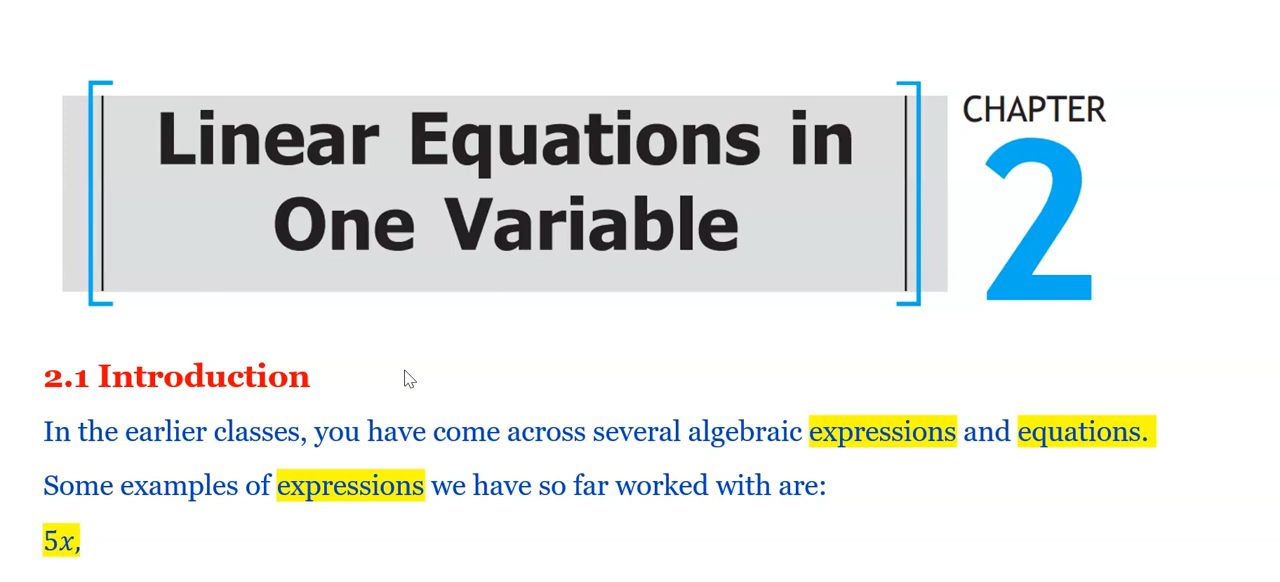 Linear Equations in
One Variable
CHAPTER
2
2.1 Introduction
In the earlier classes, you have come across several algebraic expressions and equations.
Some examples of expressions we have so far worked with are:
5x,